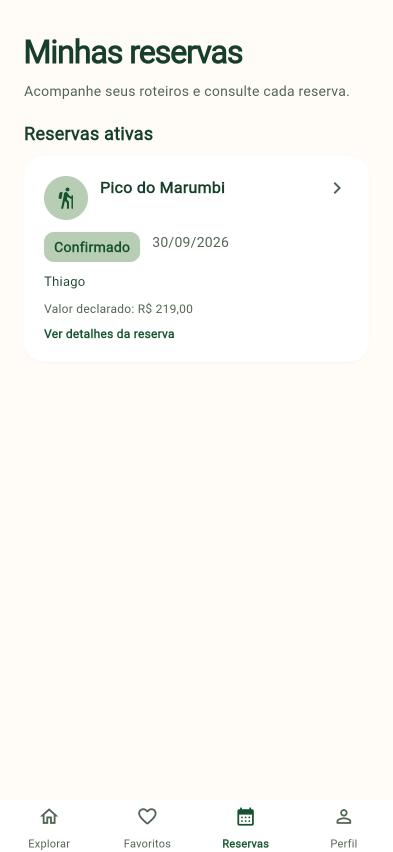 Minhas reservas
Acompanhe seus roteiros e consulte cada reserva.
Reservas ativas
Pico do Marumbi
Confirmado
30/09/2026
Thiago
Valor declarado: R$ 219,00
Ver detalhes da reserva
Explorar
Favoritos
Reservas
Perfil